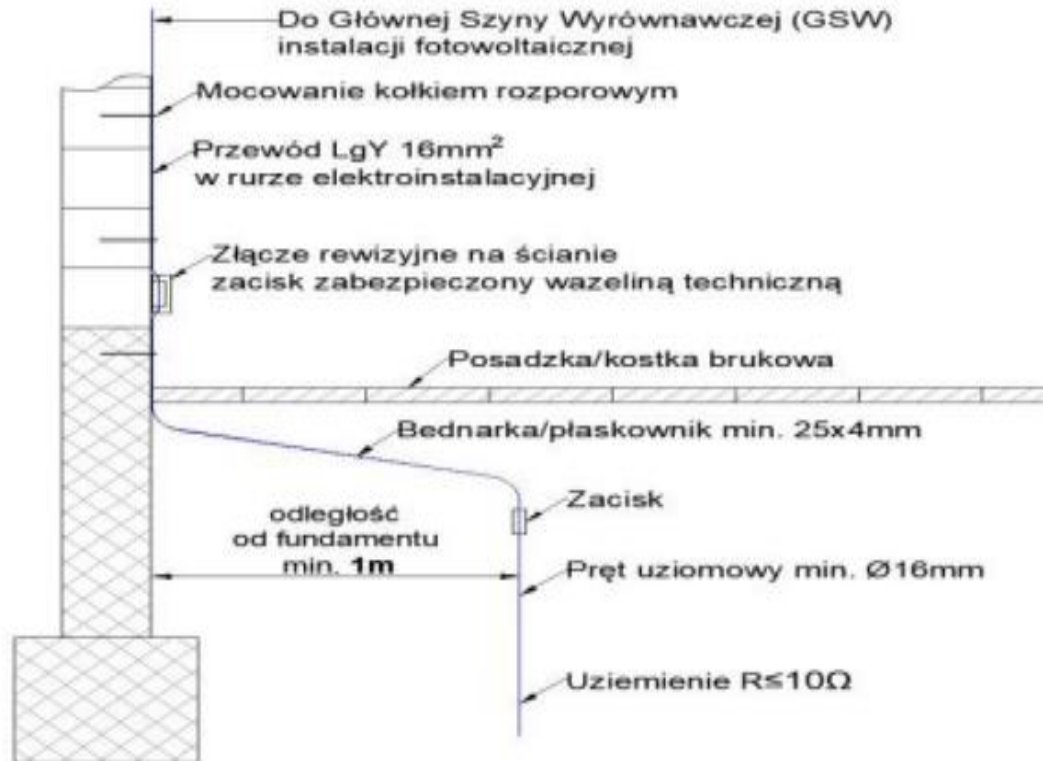 Do Głównej Szyny Wyrównawczej (GSW)
instalacji fotowoltaicznej
Mocowanie kołkiem rozporowym
Przewód LgY 16mm²
w rurze elektroinstalacyjnej
Złącze rewizyjne na ścianie
zacisk zabezpieczony wazeliną techniczną
Posadzka/kostka brukowa
Bednarka/płaskownik min. 25x4mm
Zacisk
odległość
od fundamentu
min. 1m
Pręt uziomowy min. Ø16mm
Uziemienie R≤10Ω